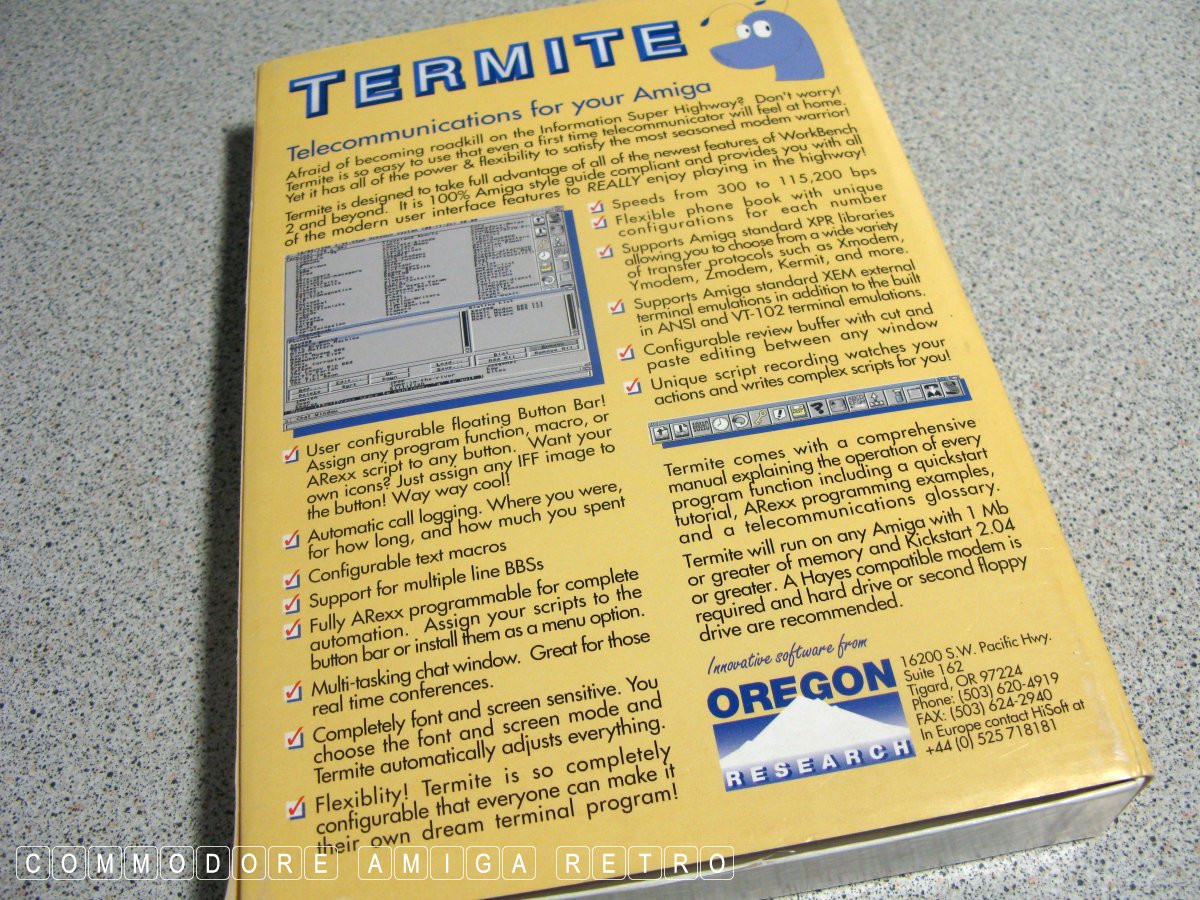 TERMITE
Telecommunications for your Amiga
Afraid of becoming roadkill on the Information Super Highway? Don't worry!
Termite is so easy to use that even a first time telecommunicator will feel at home.
Yet it has all of the power & flexibility to satisfy the most seasoned modem warrior!
Termite is designed to take full advantage of all of the newest features of WorkBench
2 and beyond. It is 100% Amiga style guide compliant and provides you with all
of the modern user interface features to REALLY enjoy playing in the highway!
Speeds from 300 to 115,200 bps
Flexible phone book with unique
configurations for each number
Supports Amiga standard XPR libraries
allowing you to choose from a wide variety
of transfer protocols such as Xmodem,
Ymodem, Zmodem, Kermit, and more.
Supports Amiga standard XEM external
terminal emulations in addition to the built
in ANSI and VT-102 terminal emulations.
Configurable review buffer with cut and
paste editing between any window
Unique script recording watches your
actions and writes complex scripts for you!
User configurable floating Button Bar!
Assign any program function, macro, or
ARexx script to any button. Want your
own icons? Just assign any IFF image to
the button! Way way cool!
Automatic call logging. Where you were,
for how long, and how much you spent
Configurable text macros
Support for multiple line BBSs
Fully ARexx programmable for complete
automation. Assign your scripts to the
button bar or install them as a menu option.
Multi-tasking chat window. Great for those
real time conferences.
Completely font and screen sensitive. You
choose the font and screen mode and
Termite automatically adjusts everything.
Flexiblity! Termite is so completely
configurable that everyone can make it
their own dream terminal program!
Termite comes with a comprehensive
manual explaining the operation of every
program function including a quickstart
tutorial, ARexx programming examples,
and a telecommunications glossary.
Termite will run on any Amiga with 1 Mb
or greater of memory and Kickstart 2.04
or greater. A Hayes compatible modem is
required and hard drive or second floppy
drive are recommended.
Innovative software from
OREGON
RESEARCH
16200 S.W. Pacific Hwy.
Suite 162
Tigard, OR 97224
Phone: (503) 620-4919
FAX: (503) 624-2940
In Europe contact HiSoft at
+44 (0) 525 718181
COMMODORE AMIGA RETRO